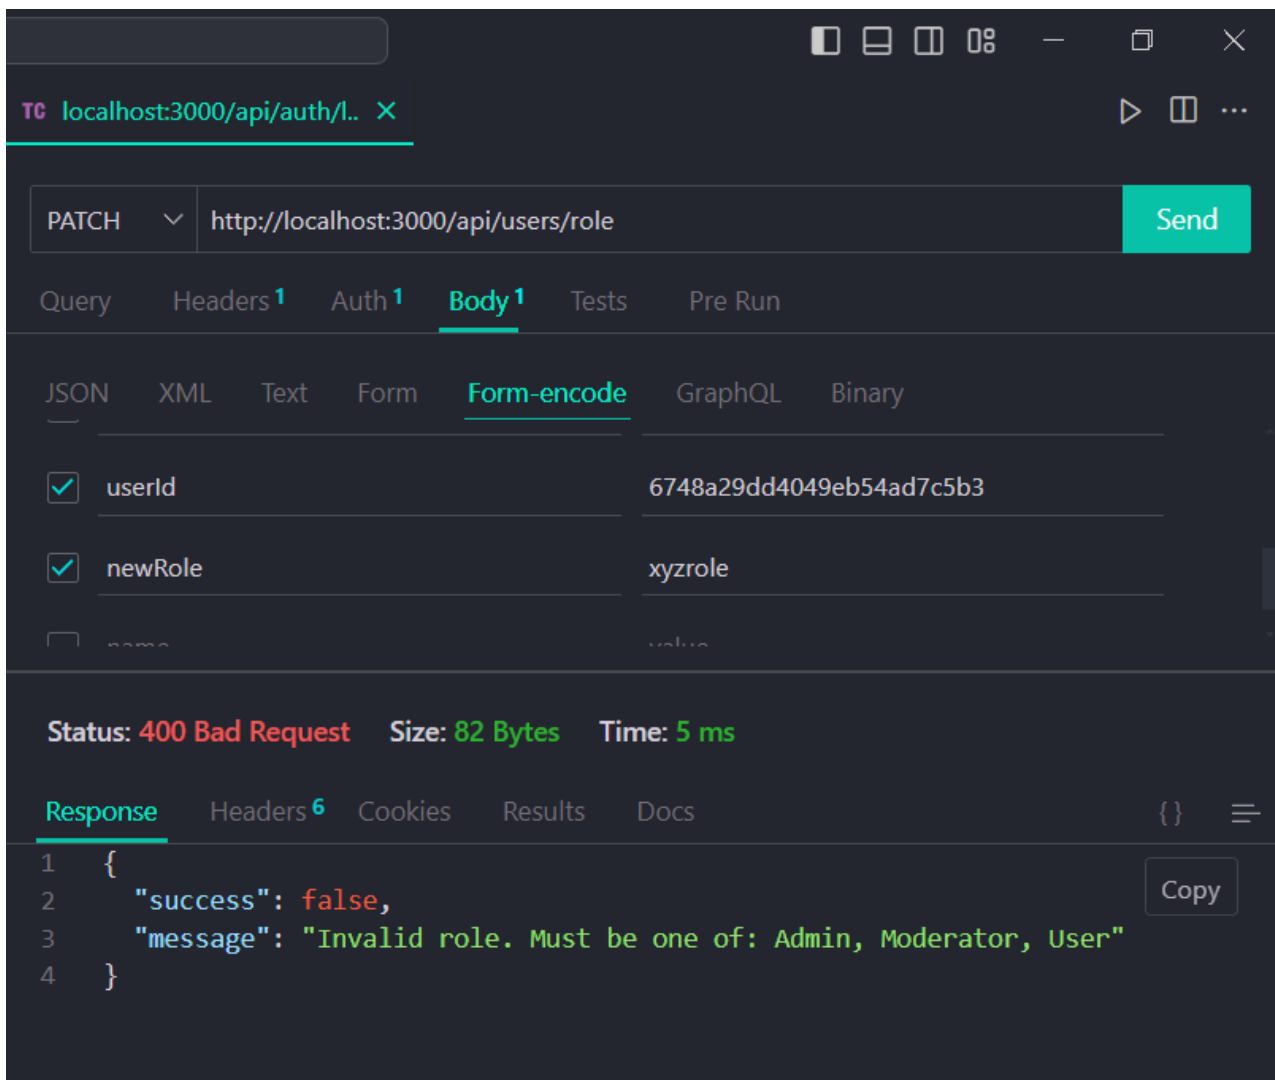 TC localhost:3000/api/auth/l..
PATCH http://localhost:3000/api/users/role Send
Query Headers 1 Auth 1 Body 1 Tests Pre Run
JSON XML Text Form Form-encode GraphQL Binary
userId 6748a29dd4049eb54ad7c5b3
newRole xyzrole
name value
Status: 400 Bad Request Size: 82 Bytes Time: 5 ms
Response Headers 6 Cookies Results Docs { }
1 {
Copy
2 "success": false,
3 "message": "Invalid role. Must be one of: Admin, Moderator, User"
4 }